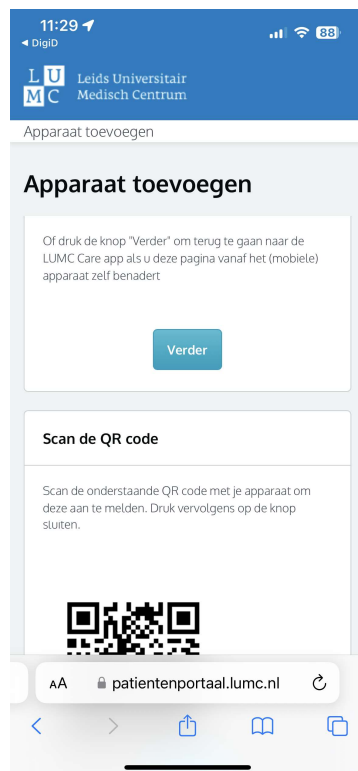 11:29
88
◀ DigiD
L U
M C
Leids Universitair
Medisch Centrum
Apparaat toevoegen
Apparaat toevoegen
Of druk de knop "Verder" om terug te gaan naar de
LUMC Care app als u deze pagina vanaf het (mobiele)
apparaat zelf benadert
Verder
Scan de QR code
Scan de onderstaande QR code met je apparaat om
deze aan te melden. Druk vervolgens op de knop
sluiten.
AA patientenportaal.lumc.nl